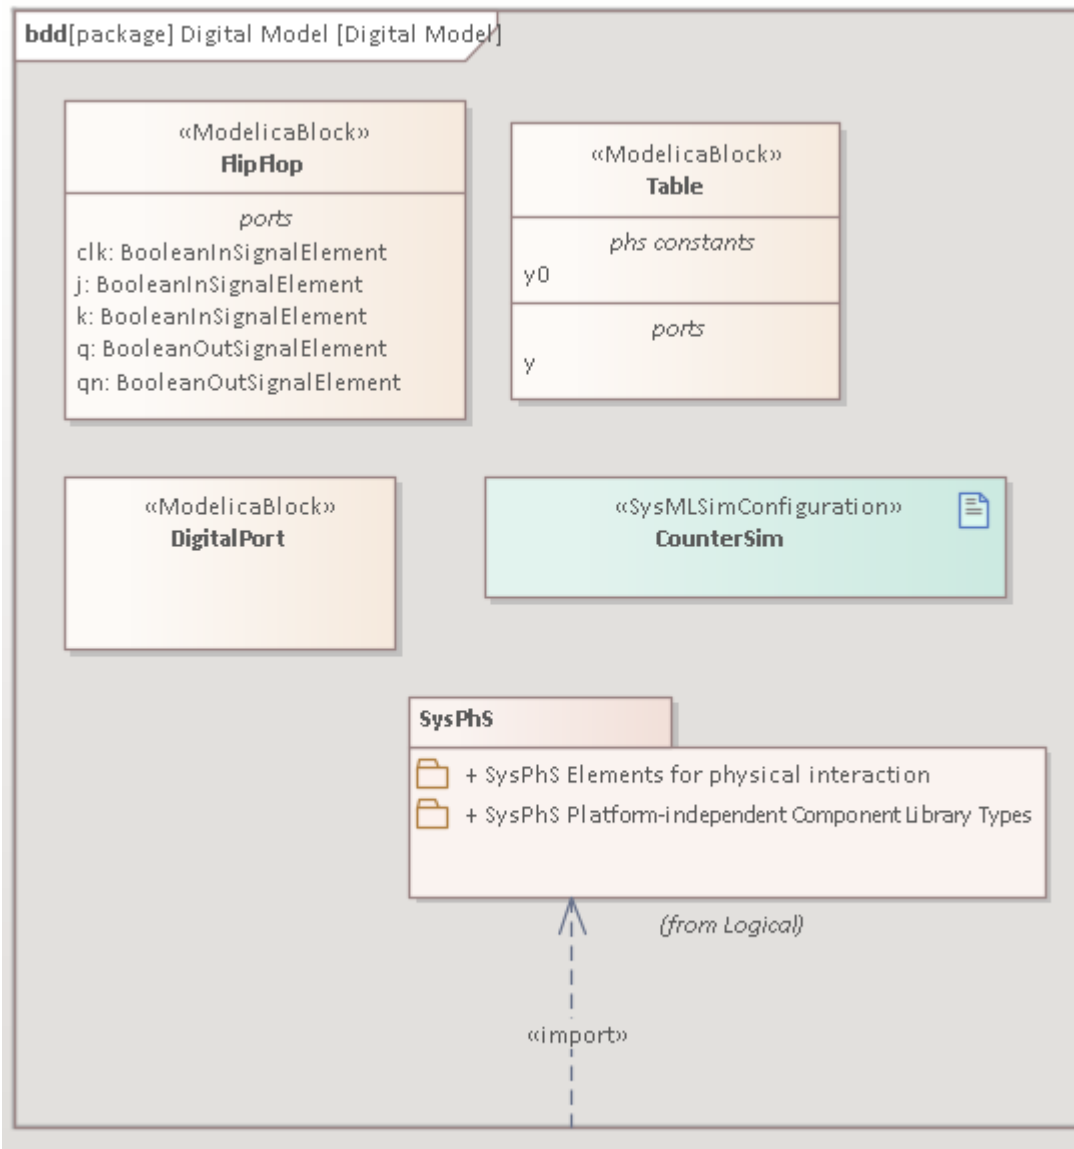 bdd[package] Digital Model [Digital Model]
«ModelicaBlock»
FlipFlop
ports
clk: BooleanInSignalElement
j: BooleanInSignalElement
k: BooleanInSignalElement
q: BooleanOutSignalElement
qn: BooleanOutSignalElement
«ModelicaBlock»
Table
phs constants
y0
ports
y
«ModelicaBlock»
DigitalPort
«SysMLSimConfiguration»
CounterSim
SysPhS
+ SysPhS Elements for physical interaction
+ SysPhS Platform-independent Component Library Types
(from Logical)
«import»